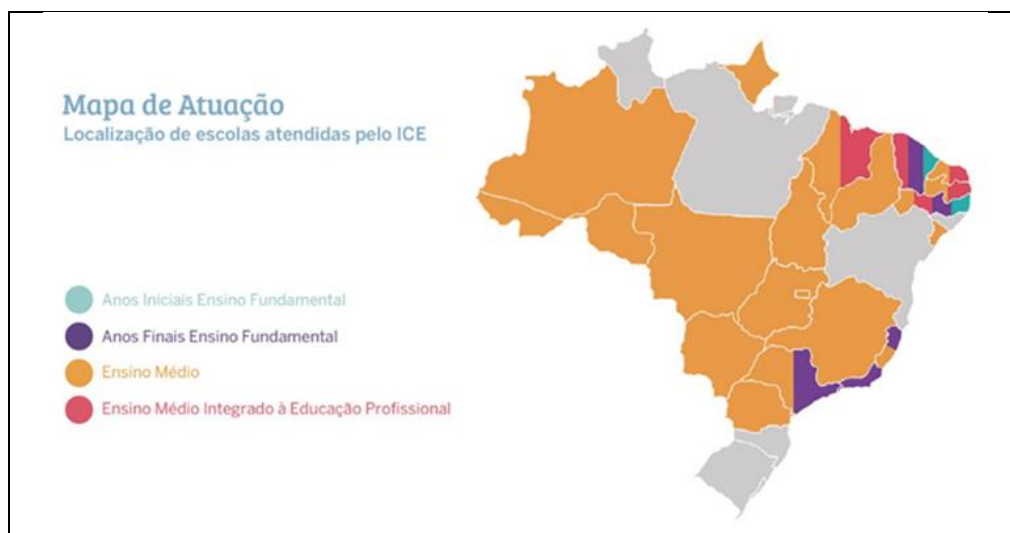 Mapa de Atuação
Localização de escolas atendidas pelo ICE
Anos Iniciais Ensino Fundamental
Anos Finais Ensino Fundamental
Ensino Médio
Ensino Médio Integrado à Educação Profissional